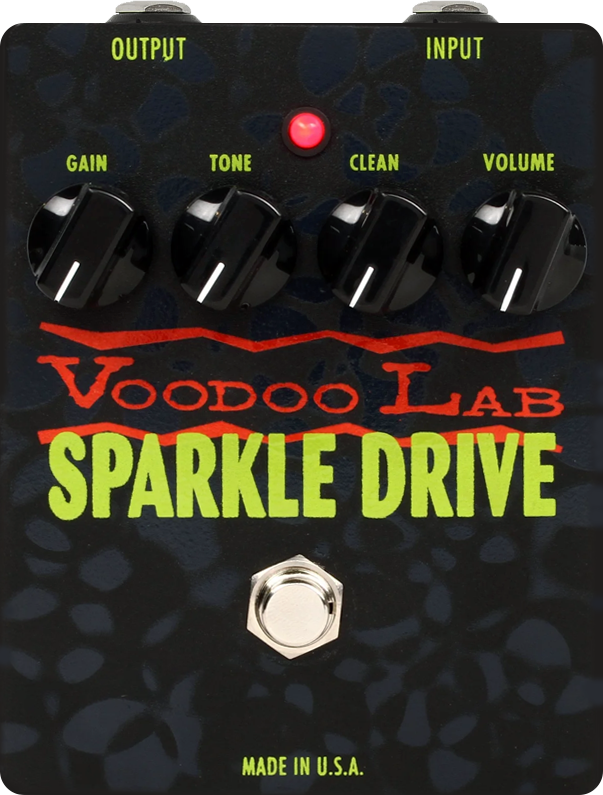 OUTPUT INPUT
GAIN TONE CLEAN VOLUME
VOODOO LAB
SPARKLE DRIVE
MADE IN U.S.A.